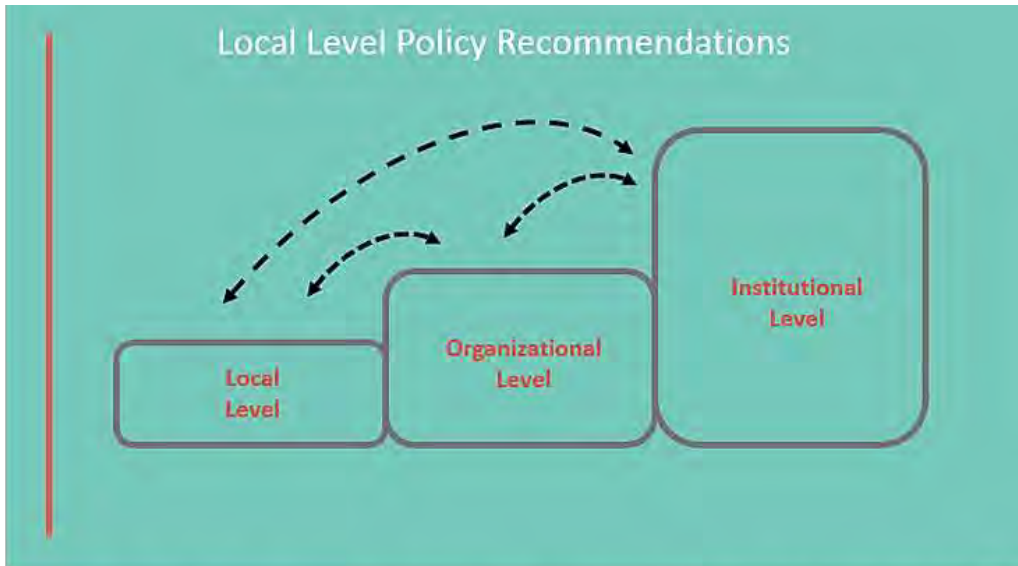 Local Level Policy Recommendations
Local
Level
Organizational
Level
Institutional
Level